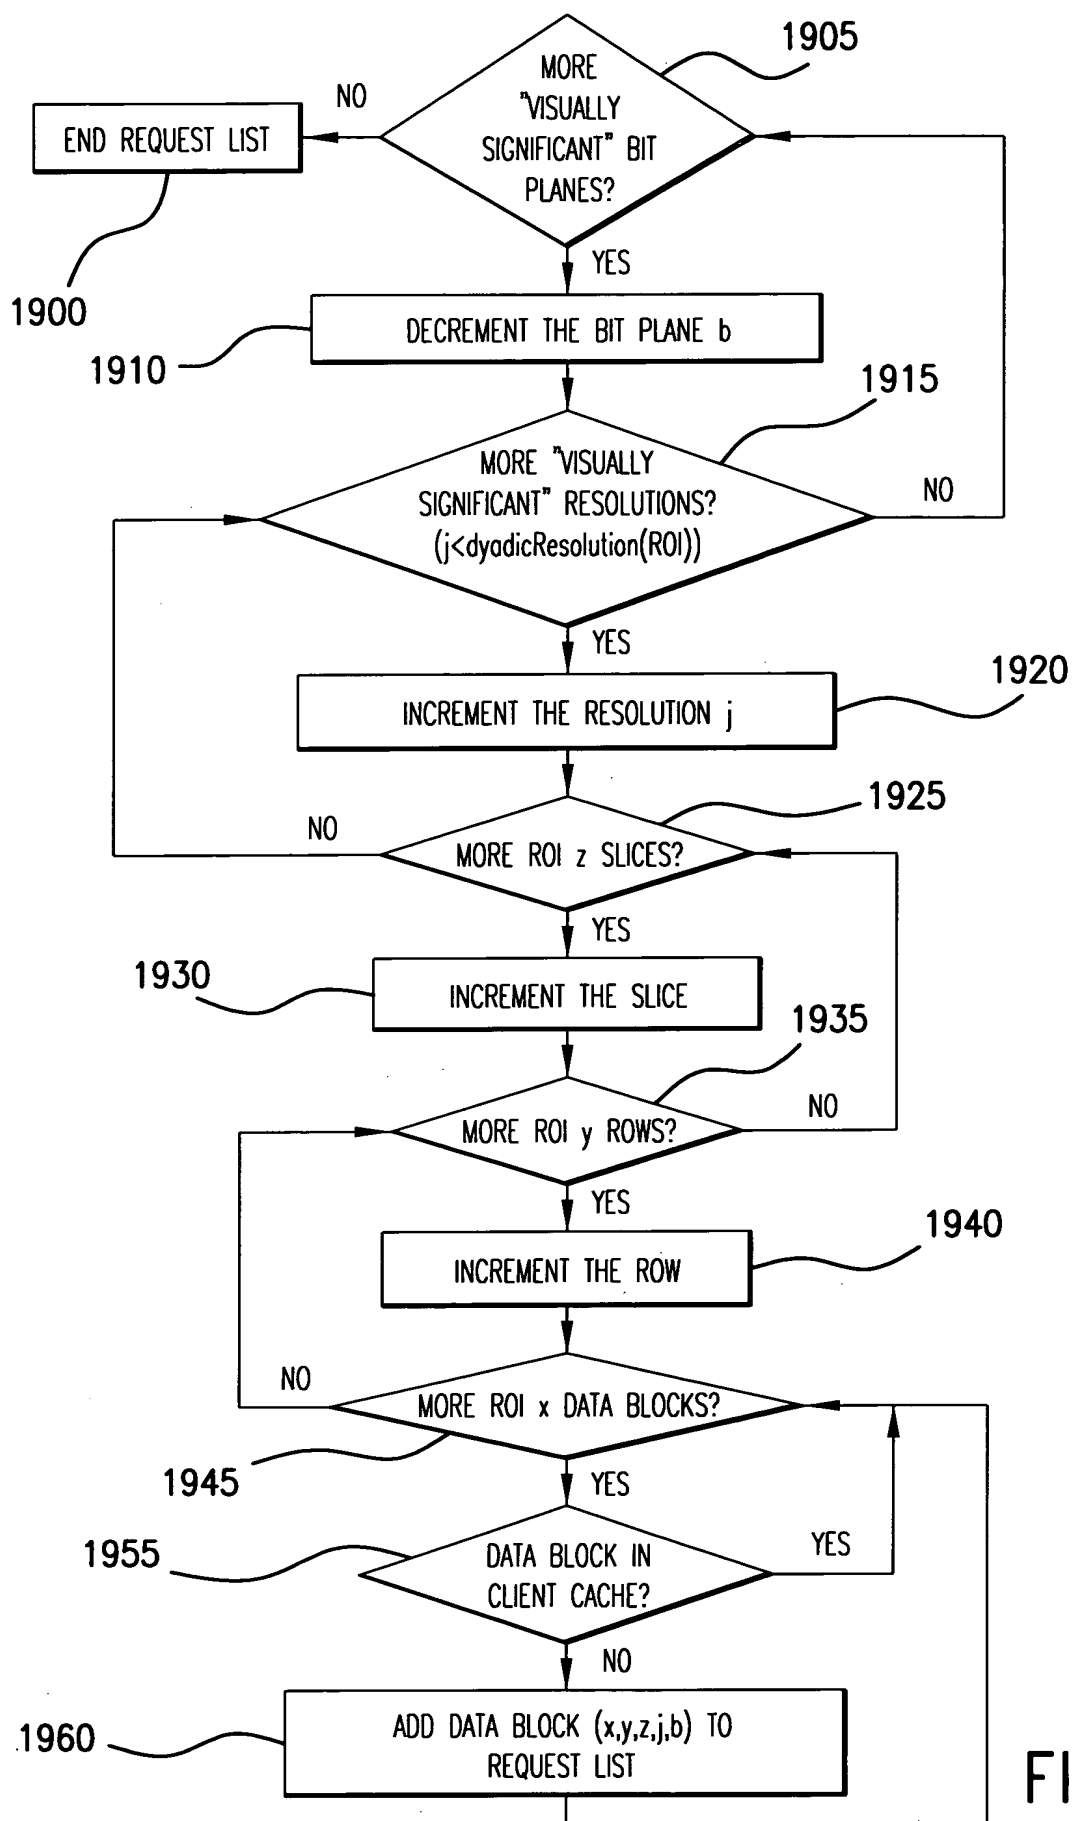 1905
MORE
"VISUALLY
SIGNIFICANT" BIT
PLANES?
NO
END REQUEST LIST
1900
YES
DECREMENT THE BIT PLANE b
1910
1915
MORE "VISUALLY
SIGNIFICANT" RESOLUTIONS?
(j<dyadicResolution(ROI))
NO
YES
1920
INCREMENT THE RESOLUTION j
1925
NO
MORE ROI z SLICES?
YES
1930
INCREMENT THE SLICE
1935
MORE ROI y ROWS?
NO
YES
1940
INCREMENT THE ROW
NO
MORE ROI x DATA BLOCKS?
1945
YES
1955
DATA BLOCK IN
CLIENT CACHE?
YES
NO
1960
ADD DATA BLOCK (x,y,z,j,b) TO
REQUEST LIST